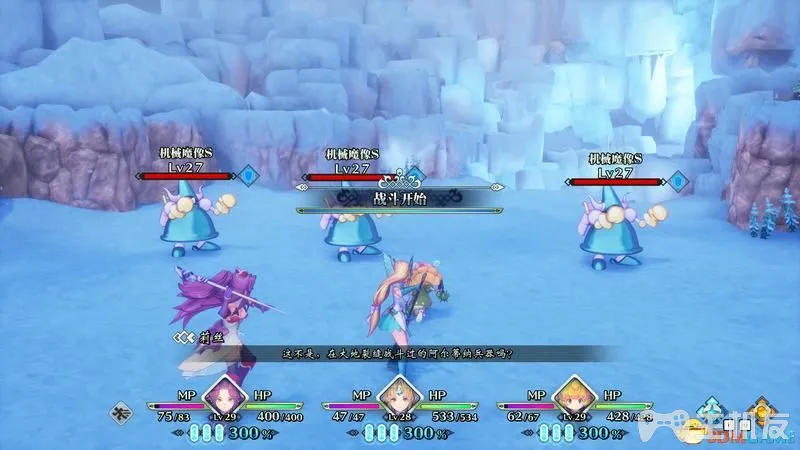 机械魔像S
Lv27
机械魔像S
Lv27
机械魔像S
Lv27
战斗开始
莉丝
这不是，在大地裂缝战斗过的阿尔蒂纳兵器吗？
MP HP
75/83 Lv29 400/400
300%
MP HP
47/47 Lv28 533/534
300%
MP HP
62/67 Lv29 428/428
300%
3DMGAME